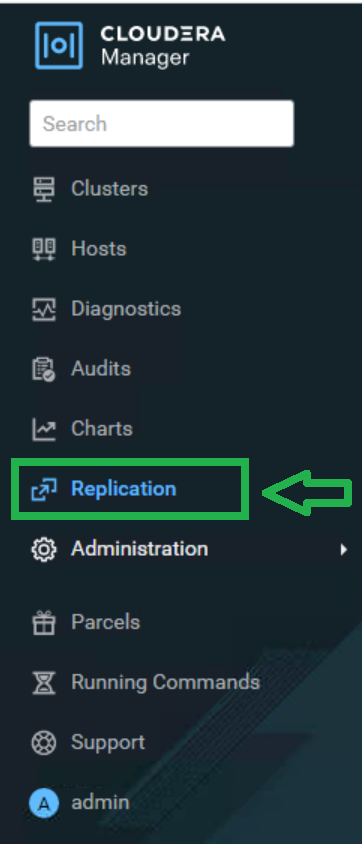 CLOUDERA
Manager
Search
Clusters
Hosts
Diagnostics
Audits
Charts
Replication
Administration
Parcels
Running Commands
Support
A admin